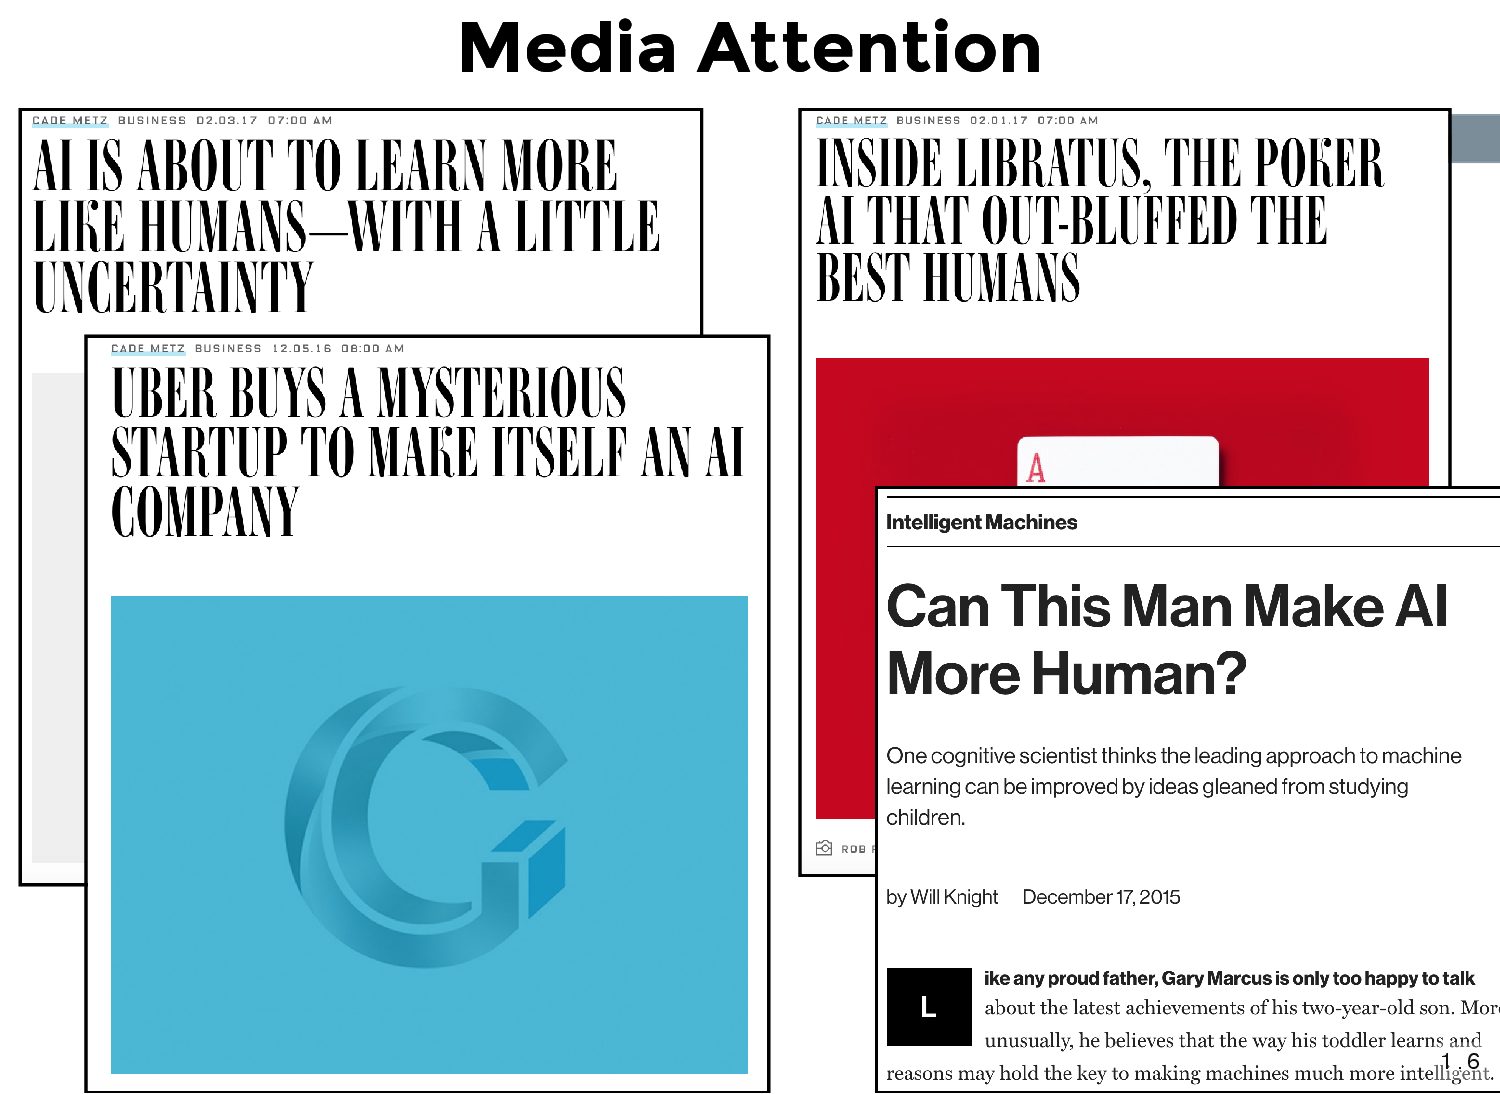 Media Attention
CADE METZ BUSINESS 02.03.17 07:00 AM
AI IS ABOUT TO LEARN MORE
LIKE HUMANS—WITH A LITTLE
UNCERTAINTY
CADE METZ BUSINESS 12.05.16 08:00 AM
UBER BUYS A MYSTERIOUS
STARTUP TO MAKE ITSELF AN AI
COMPANY
CADE METZ BUSINESS 02.01.17 07:00 AM
INSIDE LIBRATUS, THE POKER
AI THAT OUT-BLUFFED THE
BEST HUMANS
A
ROB
Intelligent Machines
Can This Man Make AI
More Human?
One cognitive scientist thinks the leading approach to machine
learning can be improved by ideas gleaned from studying
children.
by Will Knight December 17, 2015
Like any proud father, Gary Marcus is only too happy to talk
about the latest achievements of his two-year-old son. More
unusually, he believes that the way his toddler learns and
reasons may hold the key to making machines much more intelligent.
1.6